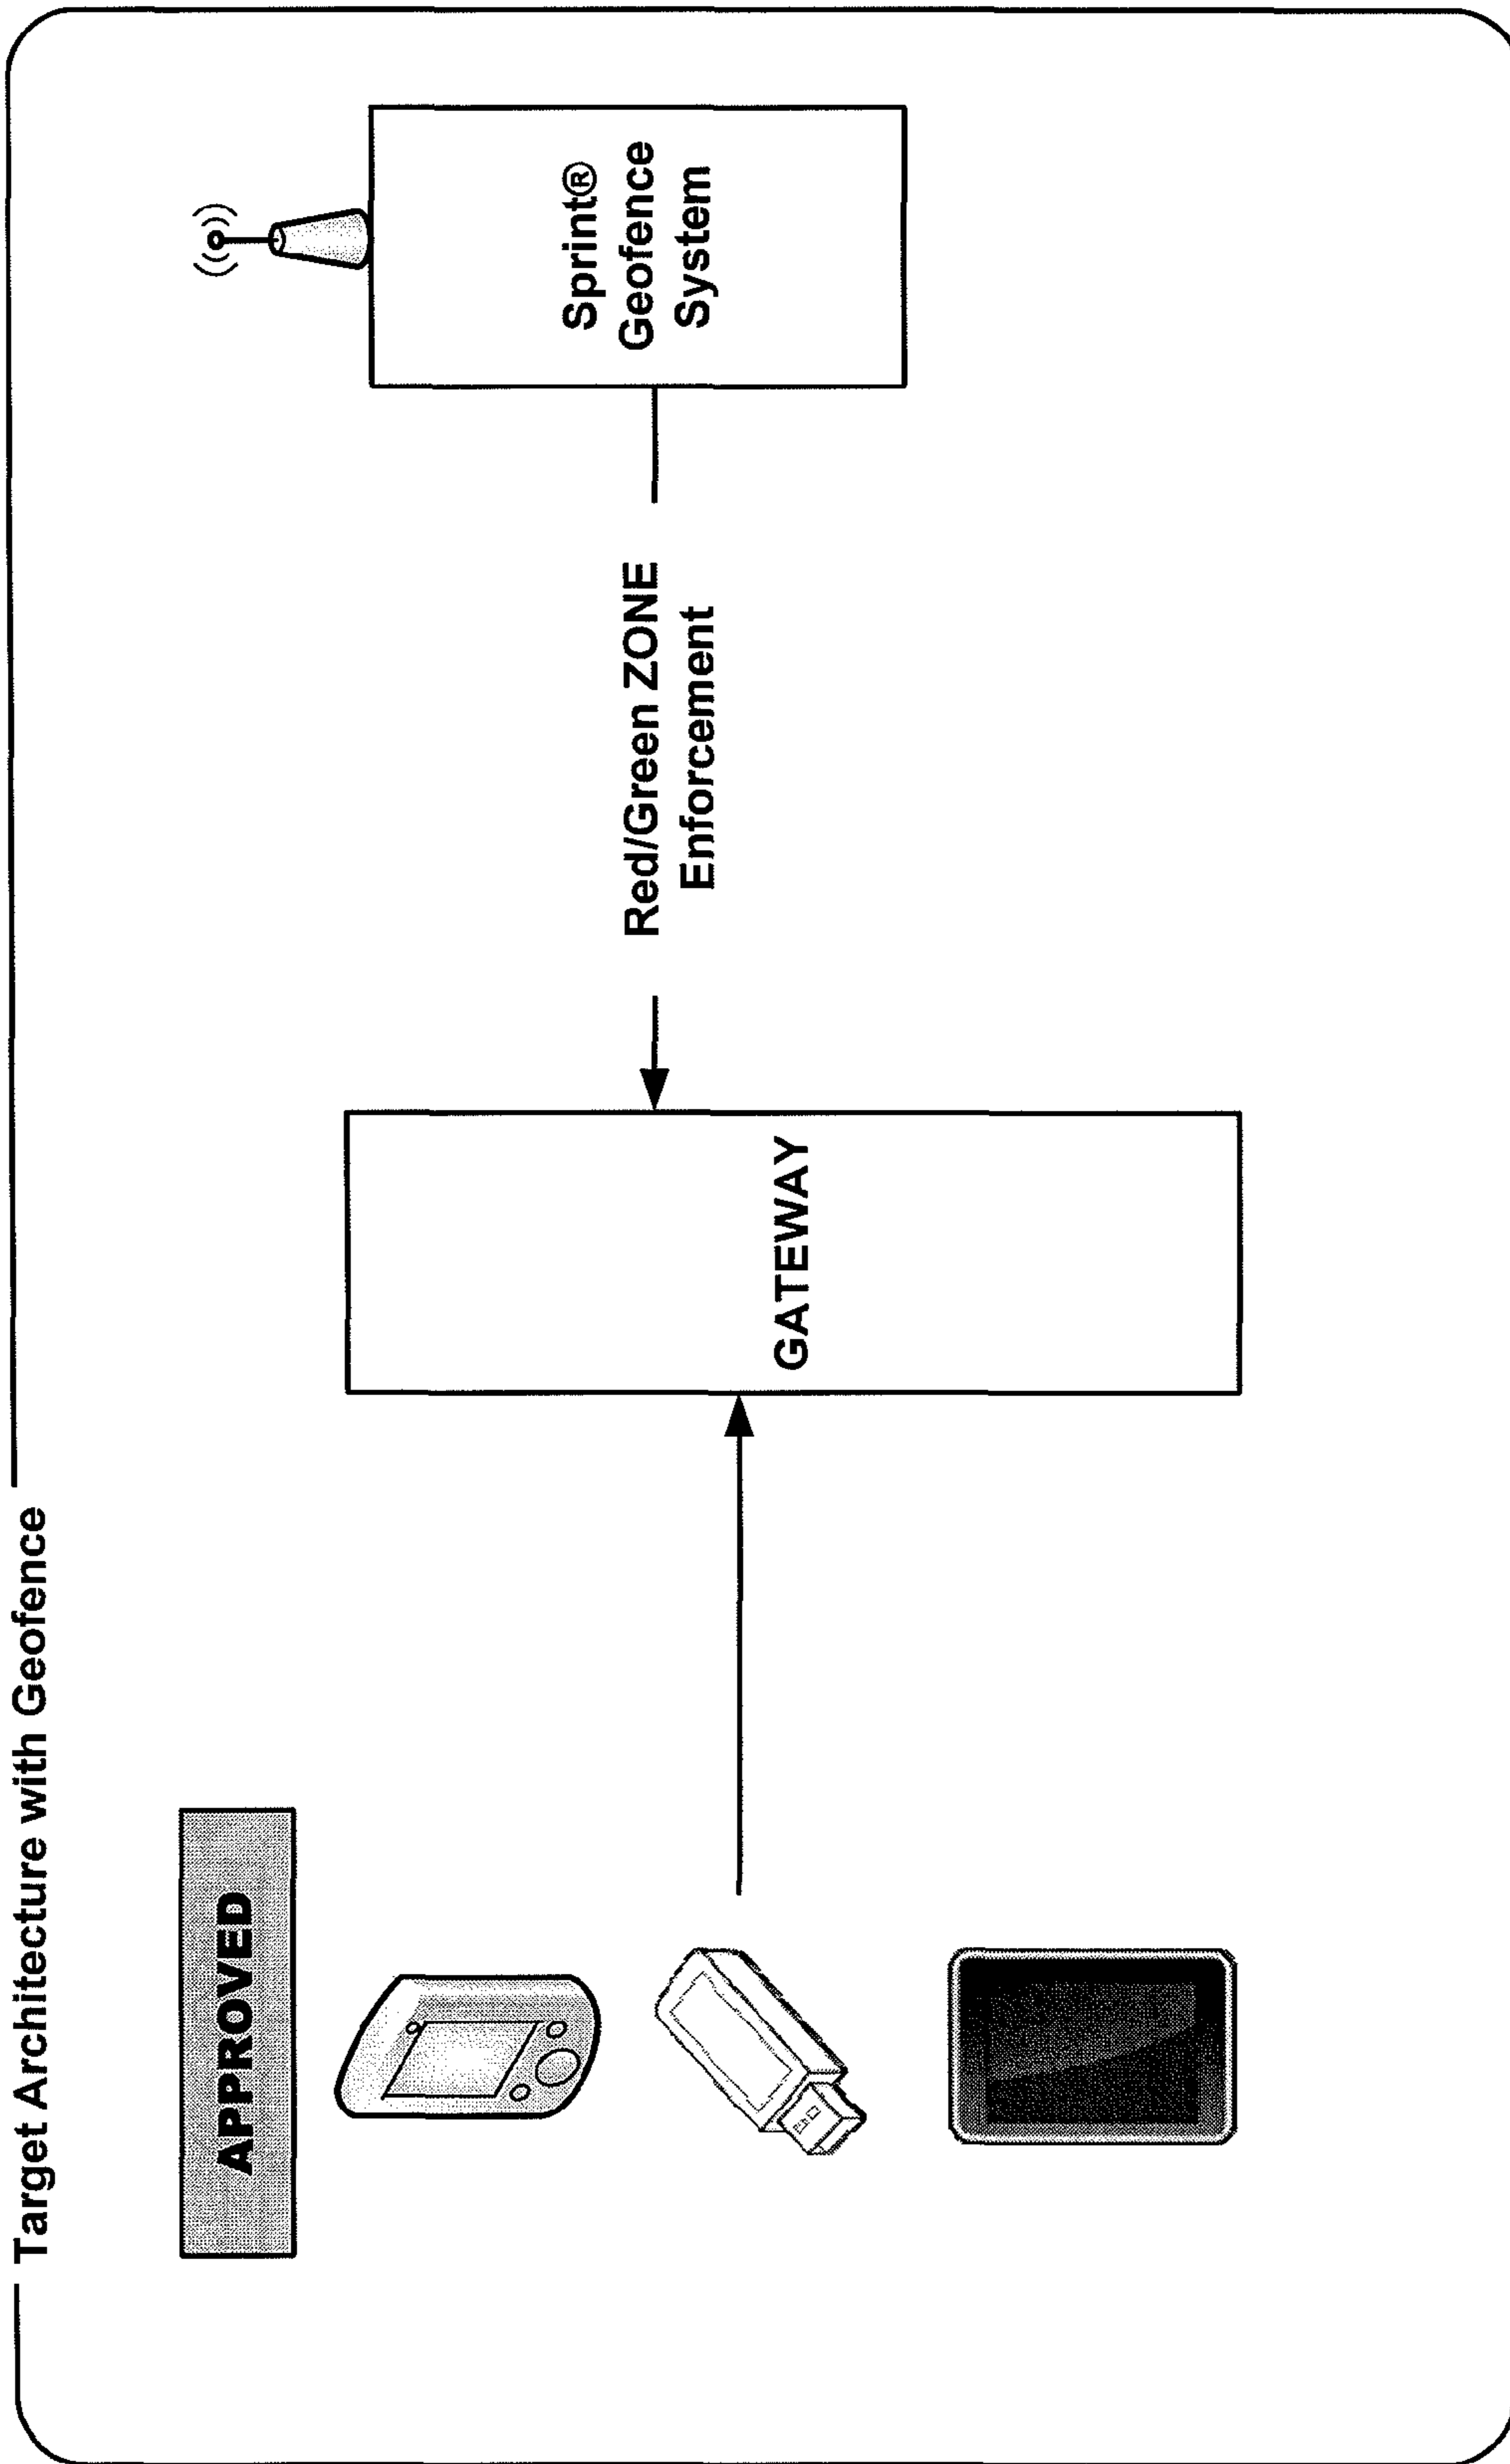 Target Architecture with Geofence
APPROVED
GATEWAY
Red/Green ZONE
Enforcement
Sprint®
Geofence
System